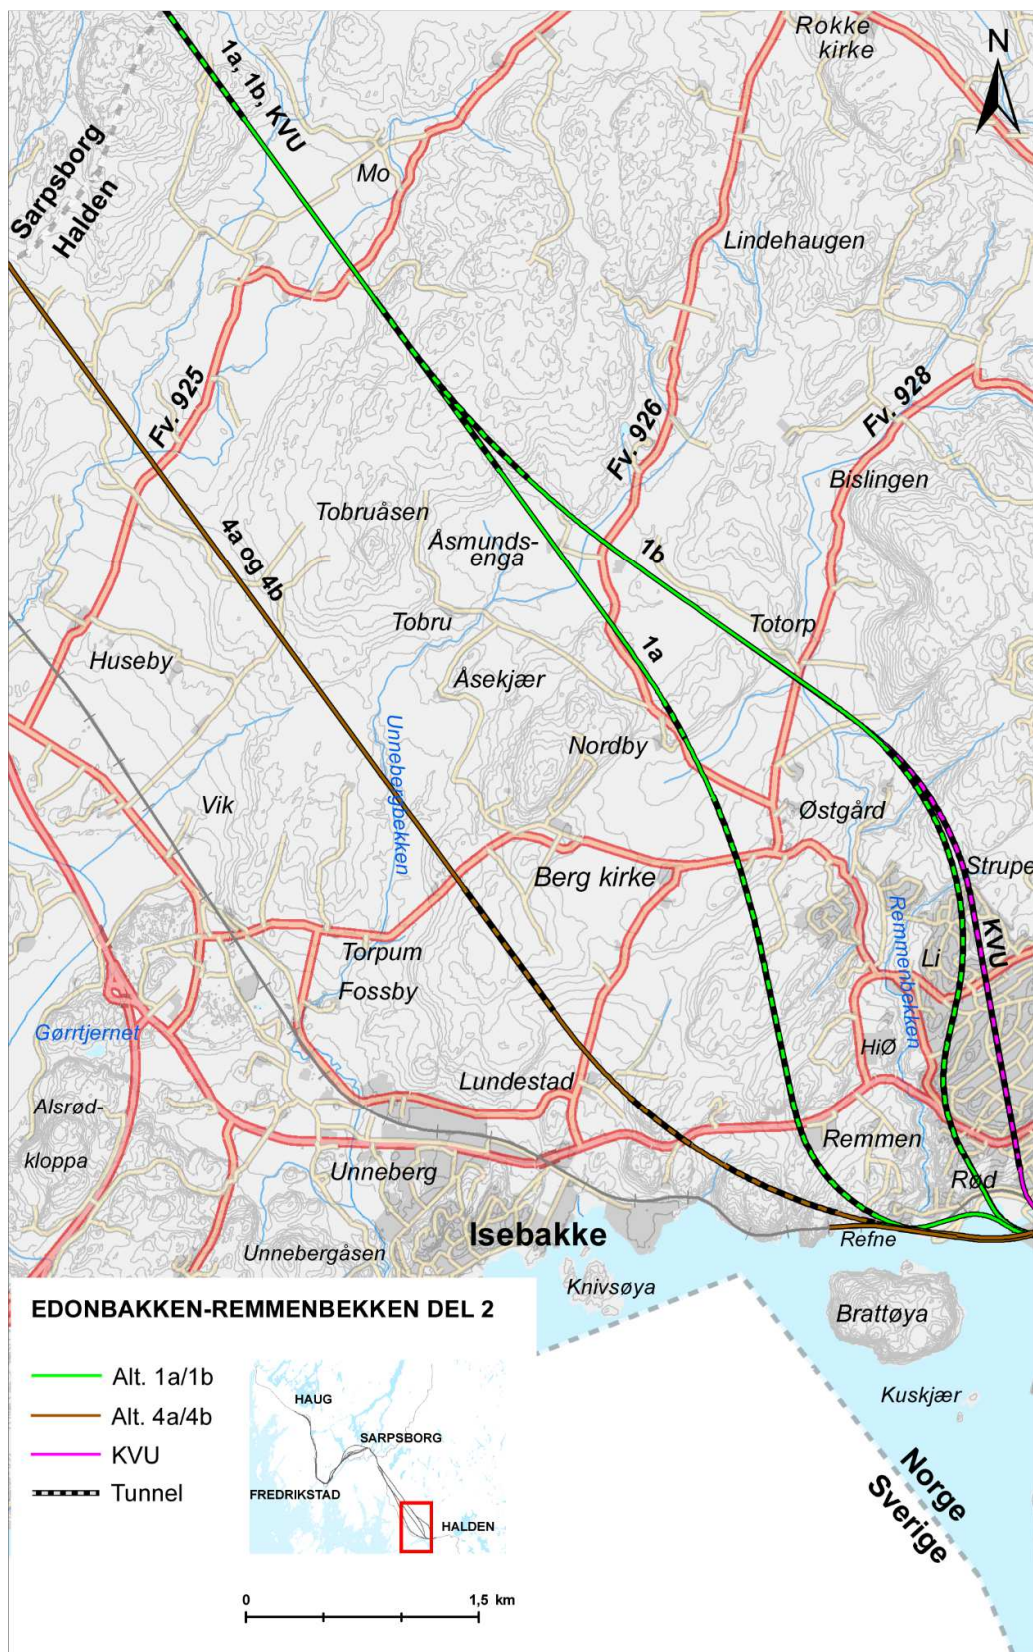 Rokke
kirke
N
1a, 1b, KVU
Sarpsborg
Halden
Mo
Lindehaugen
Fv. 925
Fv. 926
Fv. 928
Bislingen
Tobruåsen
Åsmunds-
enga
4a og 4b
1b
Tobru
Totorp
1a
Huseby
Åsekjær
Unnebergbekken
Nordby
Vik
Østgård
Berg kirke
Strupe
Remmenbekken
KVU
Li
Torpum
Fossby
Gørrtjernet
HiØ
Lundestad
Alsrød-
kloppa
Remmen
Unneberg
Rød
Isebakke
Refne
Unnebergåsen
Knivsøya
Brattøya
Kuskjær
Norge
Sverige
EDONBAKKEN-REMMENBEKKEN DEL 2
Alt. 1a/1b
Alt. 4a/4b
KVU
Tunnel
HAUG
SARPSBORG
FREDRIKSTAD
HALDEN
0 1,5 km